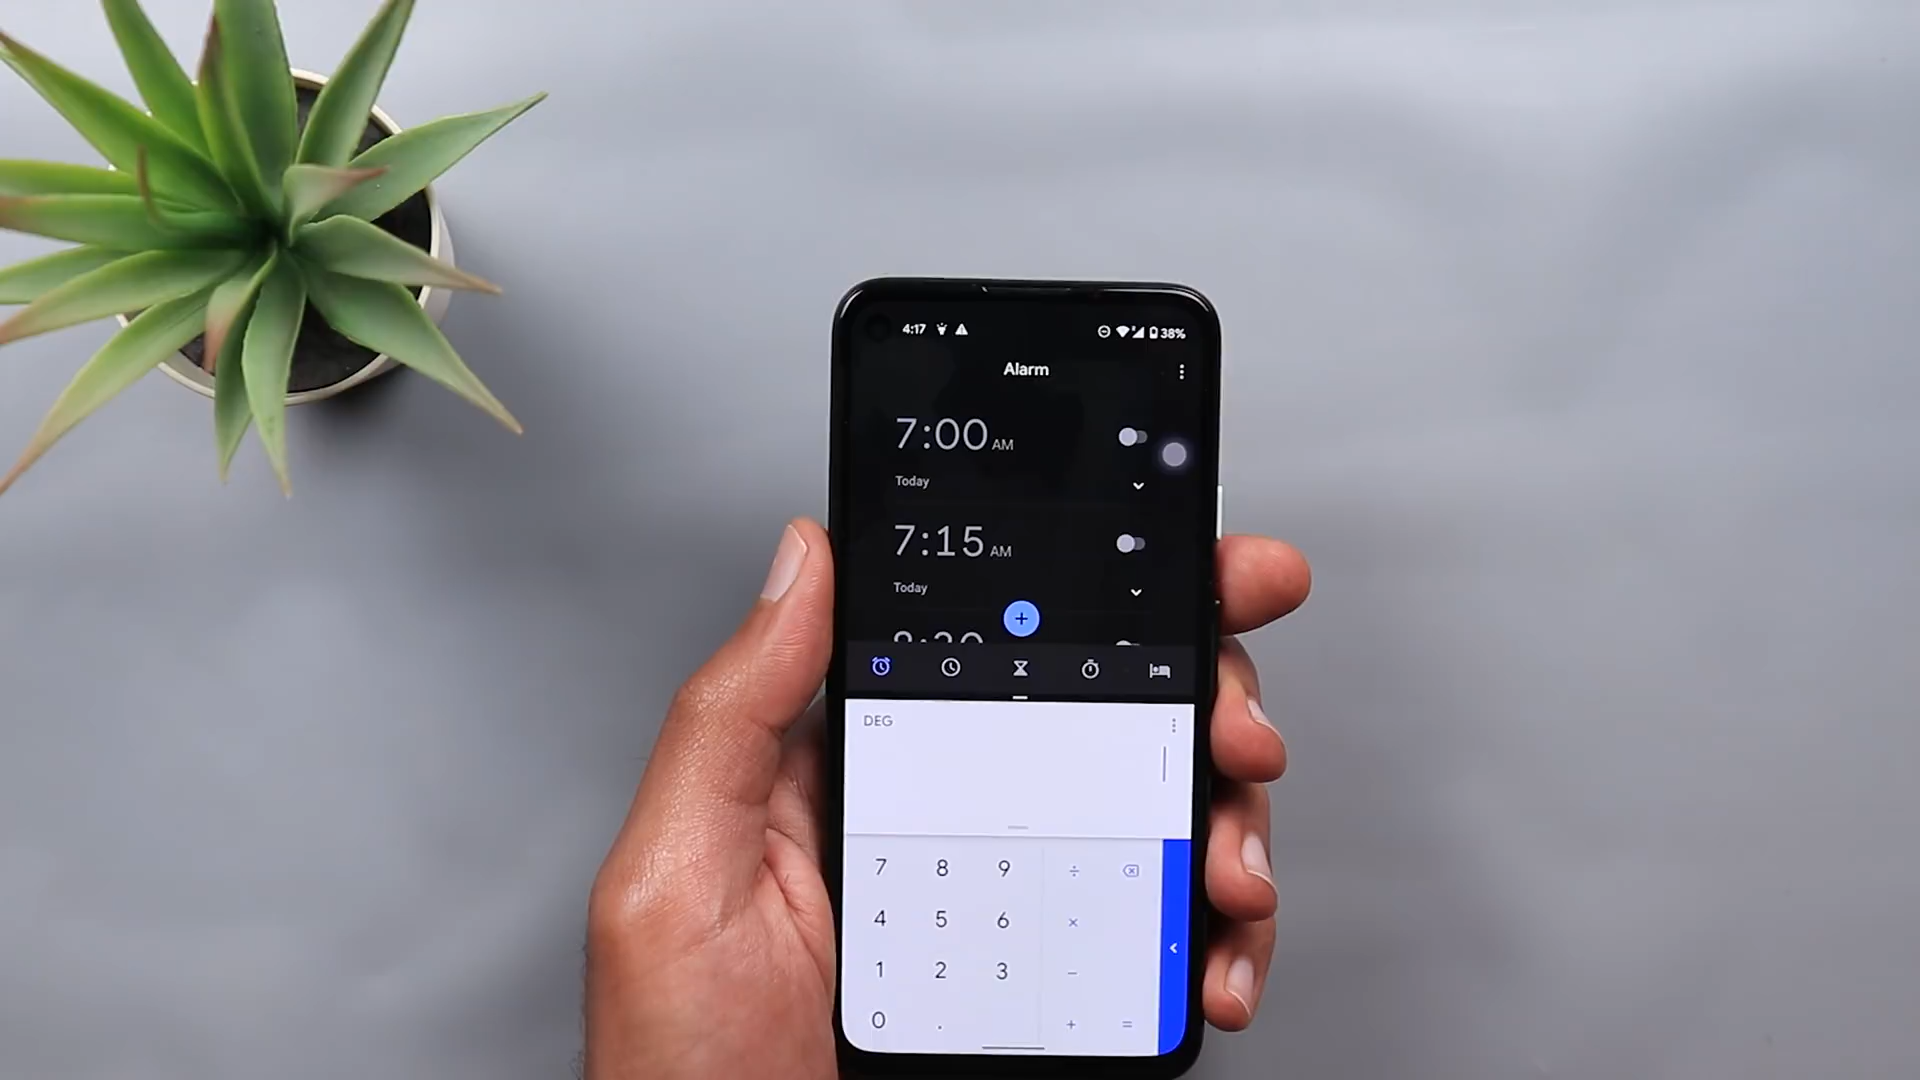 4:17 38%
Alarm
7:00 AM
Today
7:15 AM
Today
DEG
7 8 9 ÷
4 5 6 ×
1 2 3 −
0 . + =